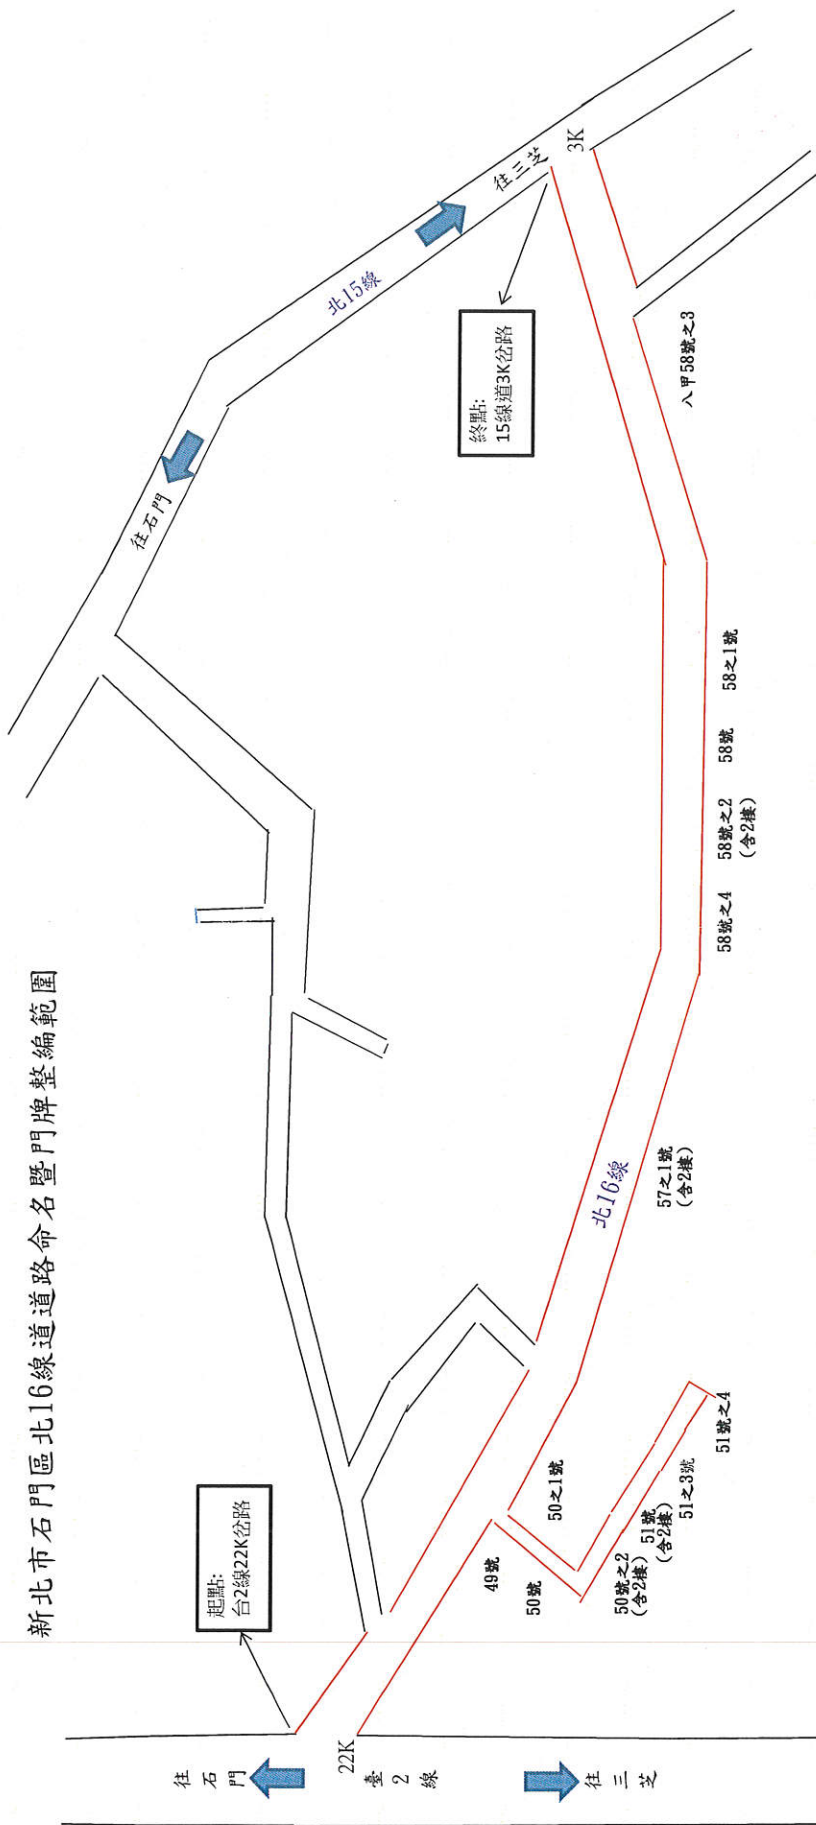 新北市石門區北16線道道路命名暨門牌整編範圍
起點:
台2線22K岔路
往石門
22K
臺2線
往三芝
往石門
北15線
往三芝
3K
終點:
15線道3K岔路
北16線
49號
50號
50之1號
50號之2
(含2樓)
51號
(含2樓)
51之3號
51號之4
57之1號
(含2樓)
58號之4
58號之2
(含2樓)
58號
58之1號
八甲58號之3